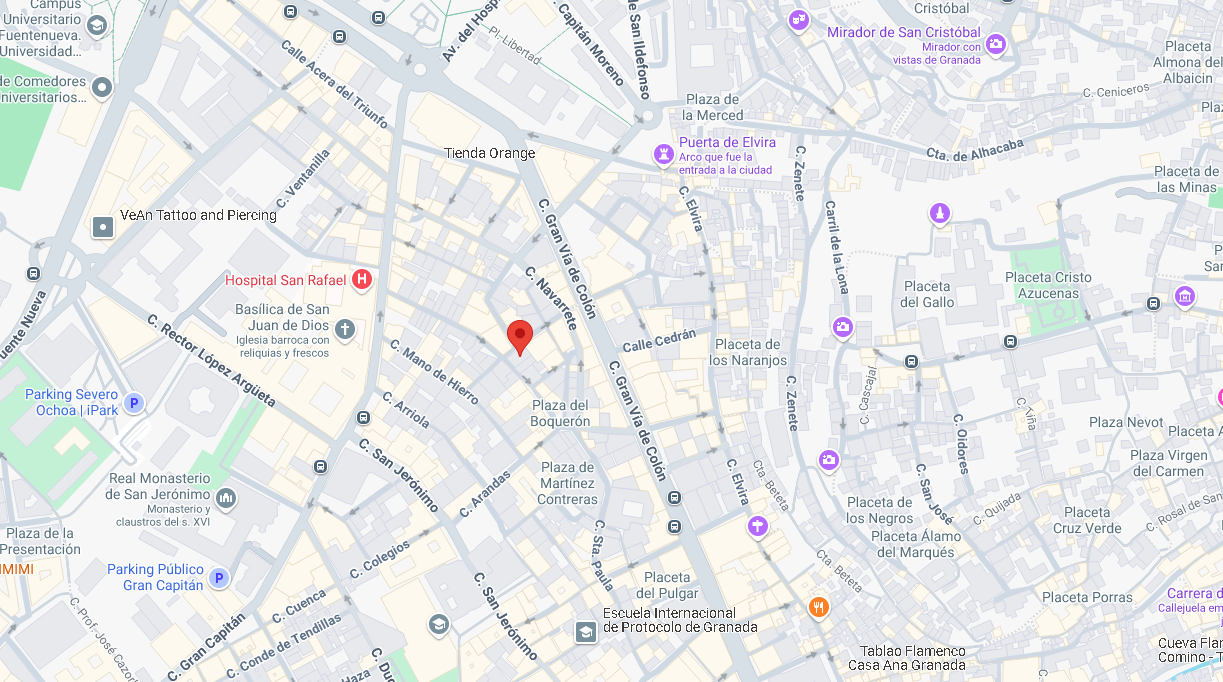 Campus
Universitario
Fuentenueva.
Universidad...
de Comedores
niversitarios...
Calle Acera del Triunfo
AV. del Hosp
Pl- Libertad
C. Capitán Moreno
de San Ildefonso
Cristóbal
Mirador de San Cristóbal
Mirador con
vistas de Granada
Placeta
Almona del
Albaicin
C. Ceniceros
Plaza de
la Merced
Tienda Orange
Puerta de Elvira
Arco que fue la
entrada a la ciudad
Cta. de Alhacaba
Placeta de
las Minas
C. Ventanilla
C. Zenete
C. Elvira
VeAn Tattoo and Piercing
C. Gran Vía de Colón
Carril de la Lona
Hospital San Rafael
H
C. Navarrete
Placeta
del Gallo
Placeta Cristo
Azucenas
uente Nueva
Basílica de San
Juan de Dios
Iglesia barroca con
reliquias y frescos
C. Rector López Argüeta
C. Mano de Hierro
Calle Cedrán
Placeta de
los Naranjos
Parking Severo
Ochoa | iPark
P
C. Arriola
C. Gran Vía de Colón
C. Zenete
C. Cascajal
C. Yiña
Plaza del
Boquerón
C. Oidores
Plaza Nevot
Placeta
Plaza Virgen
del Carmen
C. San Jerónimo
Real Monasterio
de San Jerónimo
Monasterio y
claustros del s. XVI
C. Arandas
Plaza de
Martínez
Contreras
C. Elvira
Cta. Beteta
Placeta de
los Negros
C. San José
C. Quijada
Placeta
Cruz Verde
C. Rosal de San
Plaza de la
Presentación
IMIMI
Placeta Álamo
del Marqués
C. Sta. Paula
C. Colegios
Parking Público
Gran Capitán
P
Cta. Beteta
Placeta
del Pulgar
C. San Jerónimo
C. Cuenca
Placeta Porras
Carrera d
Callejuela em
C. Prof. José Cazor
C. Gran Capitán
C. Conde de Tendillas
Escuela Internacional
de Protocolo de Granada
Tablao Flamenco
Casa Ana Granada
Cueva Fla
Comino - T
Haza
C. Du